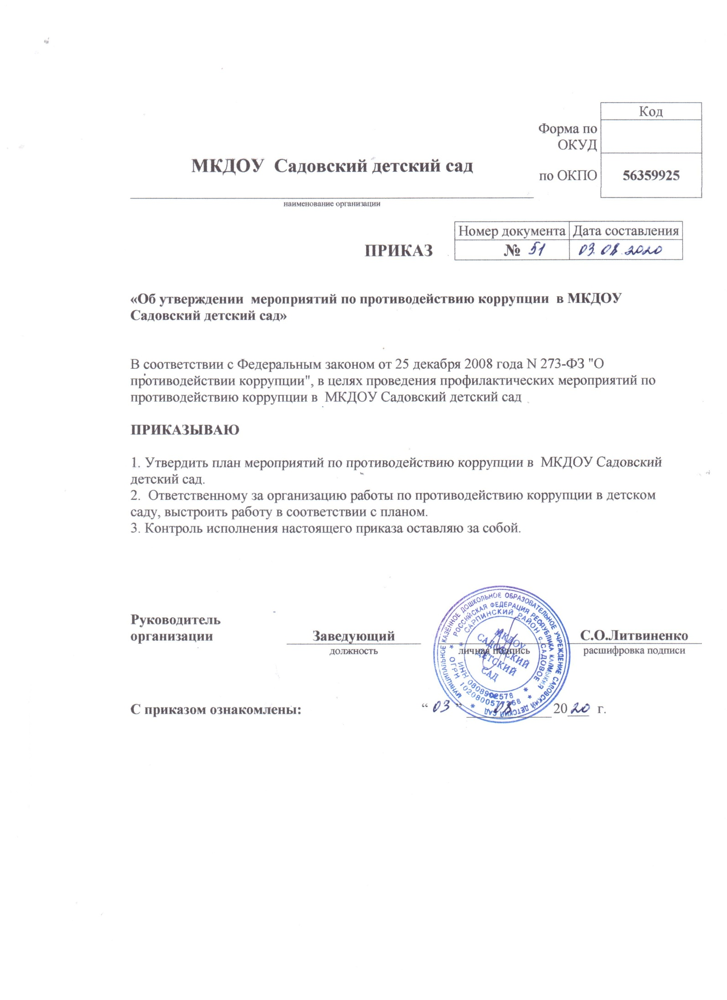 Код
Форма по
ОКУД
МКДОУ  Садовский детский сад
по ОКПО 56359925
наименование организации
Номер документа Дата составления
ПРИКАЗ № 51 03.08.2020
«Об утверждении  мероприятий по противодействию коррупции  в МКДОУ
Садовский детский сад»
В соответствии с Федеральным законом от 25 декабря 2008 года N 273-ФЗ "О
противодействии коррупции", в целях проведения профилактических мероприятий по
противодействию коррупции в  МКДОУ Садовский детский сад
ПРИКАЗЫВАЮ
1. Утвердить план мероприятий по противодействию коррупции в  МКДОУ Садовский
детский сад.
2.  Ответственному за организацию работы по противодействию коррупции в детском
саду, выстроить работу в соответствии с планом.
3. Контроль исполнения настоящего приказа оставляю за собой.
Руководитель
организации Заведующий С.О.Литвиненко
должность личная подпись расшифровка подписи
МУНИЦИПАЛЬНОЕ КАЗЁННОЕ ДОШКОЛЬНОЕ ОБРАЗОВАТЕЛЬНОЕ УЧРЕЖДЕНИЕ САДОВСКИЙ ДЕТСКИЙ САД
РОССИЙСКАЯ ФЕДЕРАЦИЯ РЕСПУБЛИКА КАЛМЫКИЯ
САРПИНСКИЙ РАЙОН с.САДОВОЕ
МКДОУ
САДОВСКИЙ
ДЕТСКИЙ
САД
ИНН 0808902578
ОГРН
С приказом ознакомлены: “ 03 ” 08 2020 г.